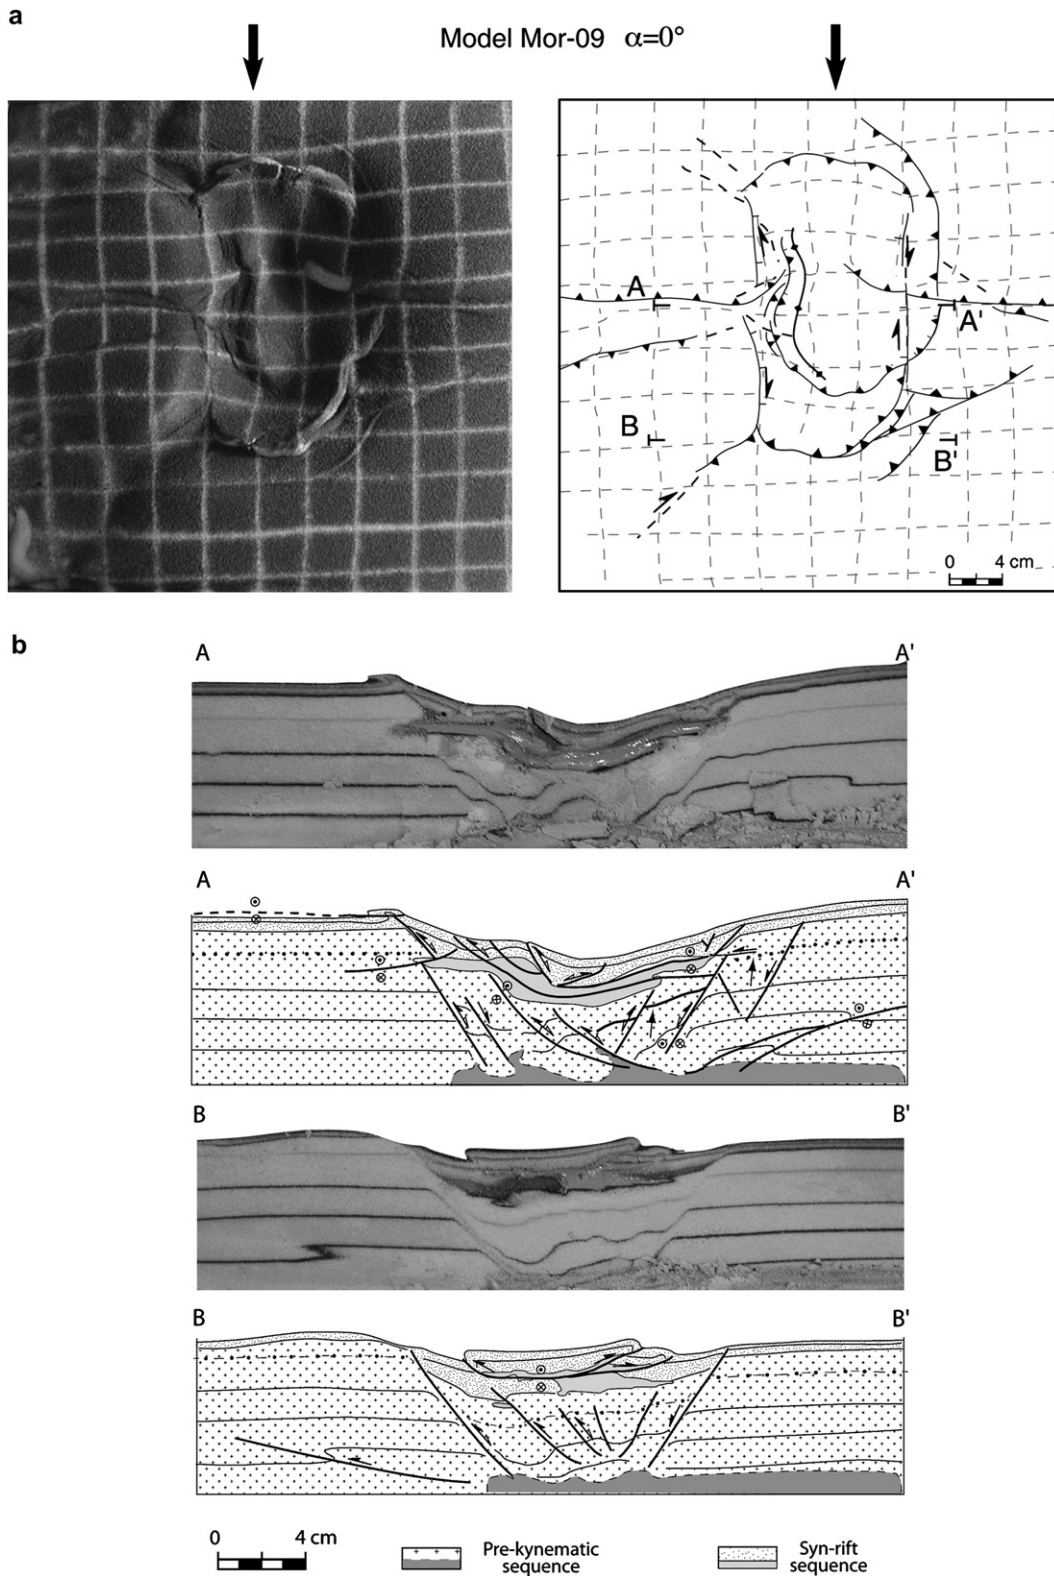 a
Model Mor-09 α=0°
A
A'
B
B'
0 4 cm
b
A A'
A A'
B B'
B B'
0 4 cm
Pre-kynematic
sequence
Syn-rift
sequence